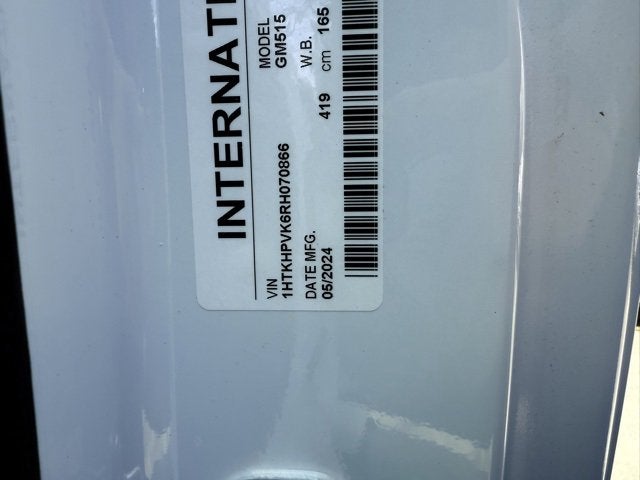 INTERNATI
VIN
1HTKHPVK6RH070866
MODEL
GM515
DATE MFG.
05/2024
W.B. 165
419 cm